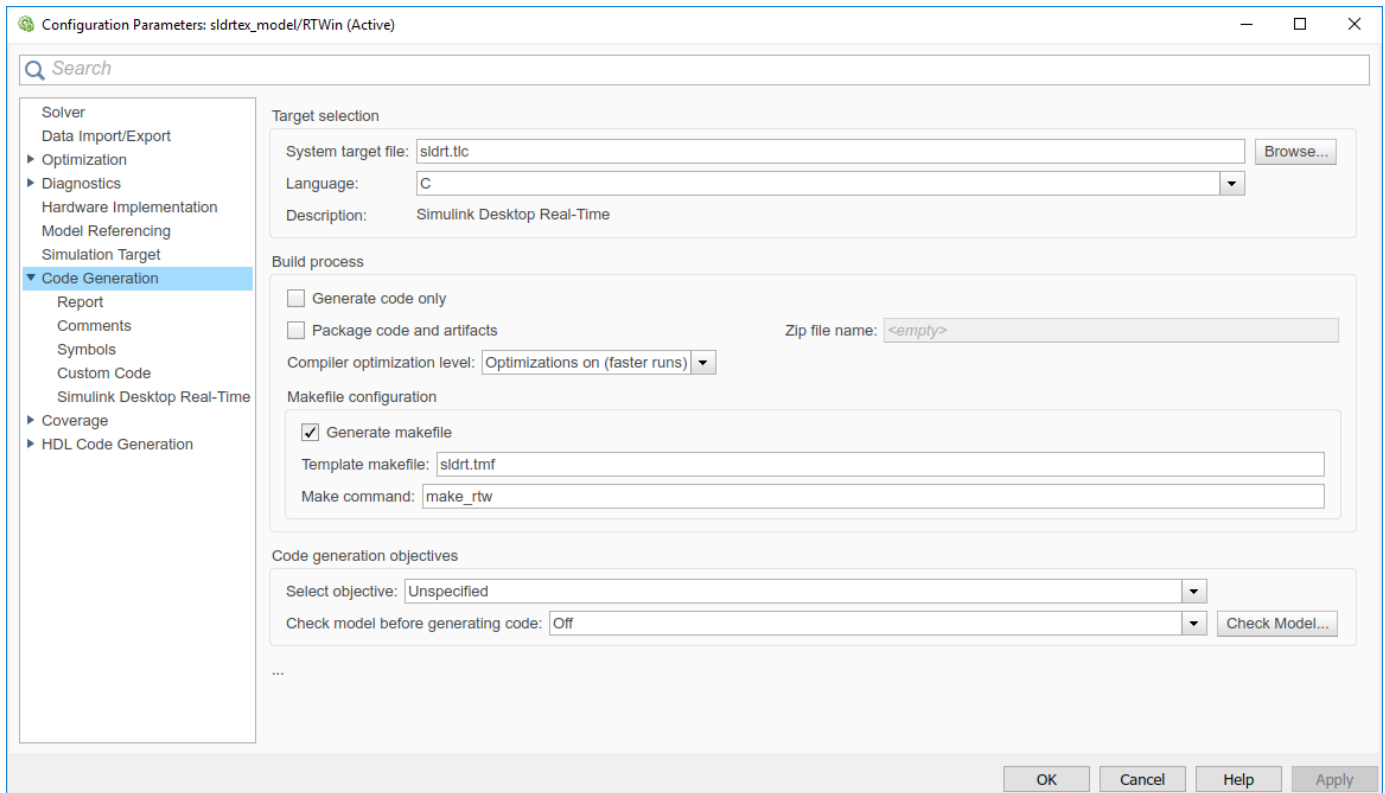 Configuration Parameters: sldrtex_model/RTWin (Active)
Search
Solver
Data Import/Export
Optimization
Diagnostics
Hardware Implementation
Model Referencing
Simulation Target
Code Generation
Report
Comments
Symbols
Custom Code
Simulink Desktop Real-Time
Coverage
HDL Code Generation
Target selection
System target file: sldrt.tlc Browse...
Language: C
Description: Simulink Desktop Real-Time
Build process
Generate code only
Package code and artifacts Zip file name: <empty>
Compiler optimization level: Optimizations on (faster runs)
Makefile configuration
Generate makefile
Template makefile: sldrt.tmf
Make command: make_rtw
Code generation objectives
Select objective: Unspecified
Check model before generating code: Off Check Model...
...
OK Cancel Help Apply